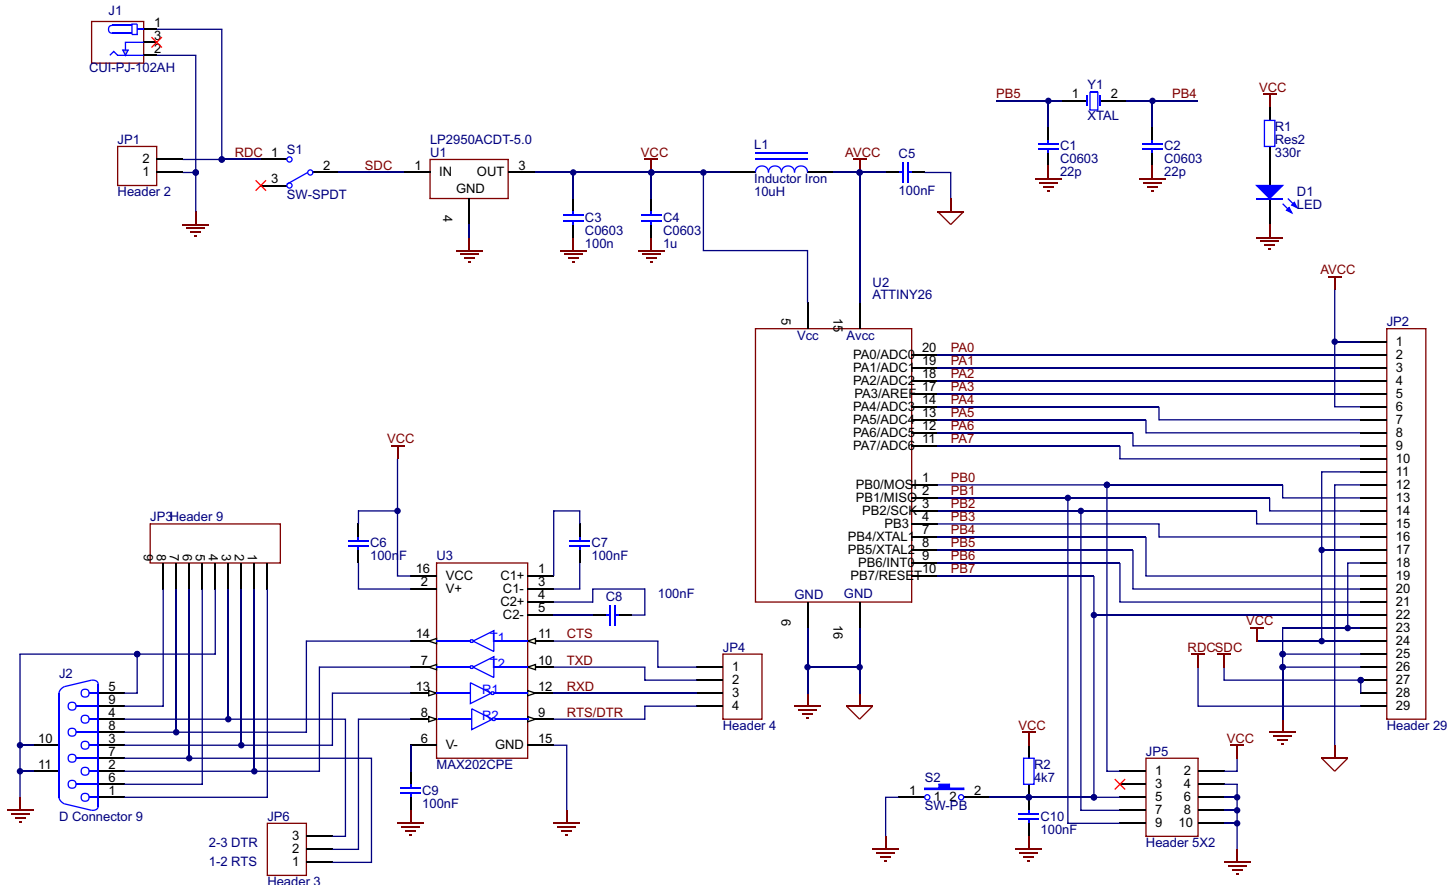 J1
1
3
2
CUI-PJ-102AH
JP1
2
1
Header 2
RDC
1
S1
3
2
SW-SPDT
SDC
LP2950ACDT-5.0
U1
1
IN
OUT
3
GND
4
VCC
C3
C0603
100n
C4
C0603
1u
L1
Inductor Iron
10uH
AVCC
C5
100nF
PB5
1
Y1
2
XTAL
PB4
C1
C0603
22p
C2
C0603
22p
VCC
R1
Res2
330r
D1
LED
U2
ATTINY26
5
Vcc
15
Avcc
PA0/ADC0 20 PA0
PA1/ADC1 19 PA1
PA2/ADC2 18 PA2
PA3/AREF 17 PA3
PA4/ADC3 14 PA4
PA5/ADC4 13 PA5
PA6/ADC5 12 PA6
PA7/ADC6 11 PA7
PB0/MOSI 1 PB0
PB1/MISO 2 PB1
PB2/SCK 3 PB2
PB3 4 PB3
PB4/XTAL1 7 PB4
PB5/XTAL2 8 PB5
PB6/INT0 9 PB6
PB7/RESET 10 PB7
GND
GND
6
16
AVCC
JP2
1
2
3
4
5
6
7
8
9
10
11
12
13
14
15
16
17
18
19
20
21
22
23
24
25
26
27
28
29
Header 29
VCC
RDC
SDC
VCC
C6
100nF
C7
100nF
C8
100nF
U3
16 VCC
2 V+
C1+ 1
C1- 3
C2+ 4
C2- 5
14 T1 11 CTS
7 T2 10 TXD
13 R1 12 RXD
8 R2 9 RTS/DTR
6 V-
GND 15
MAX202CPE
C9
100nF
JP4
1
2
3
4
Header 4
JP3
Header 9
9 8 7 6 5 4 3 2 1
J2
5
9
4
8
3
7
2
6
1
10
11
D Connector 9
JP6
2-3 DTR
1-2 RTS
3
2
1
Header 3
S2
1
1 2
2
SW-PB
VCC
R2
4k7
C10
100nF
JP5
1 2
3 4
5 6
7 8
9 10
Header 5X2
VCC